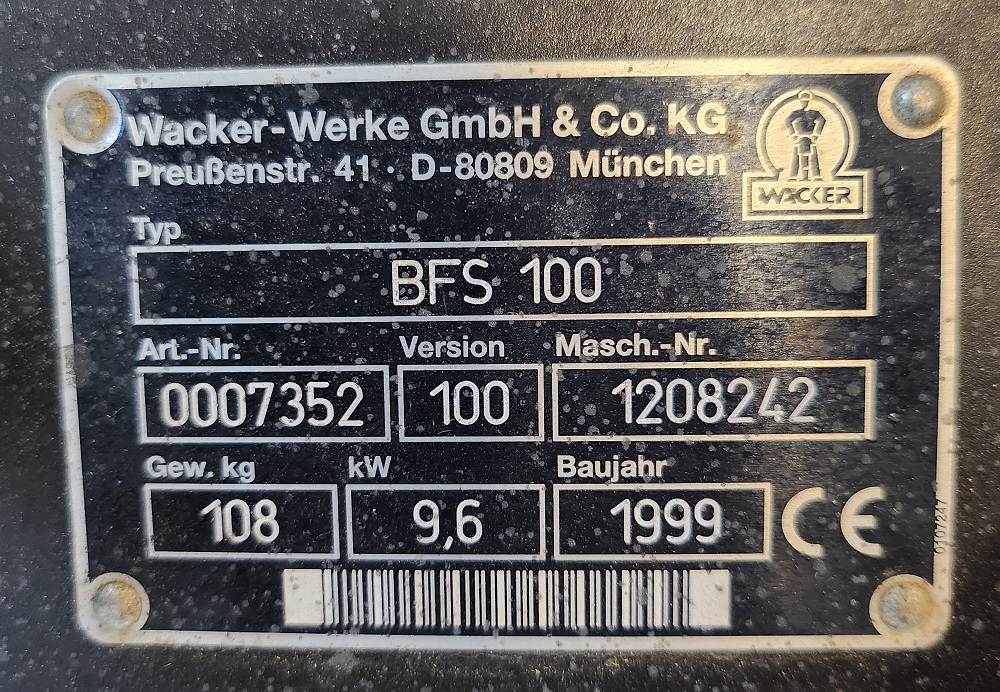 Wacker-Werke GmbH & Co. KG
Preußenstr. 41 · D-80809 München
WACKER
Typ
BFS 100
Art.-Nr. Version Masch.-Nr.
0007352 100 1208242
Gew. kg kW Baujahr
108 9,6 1999 CE
0107247